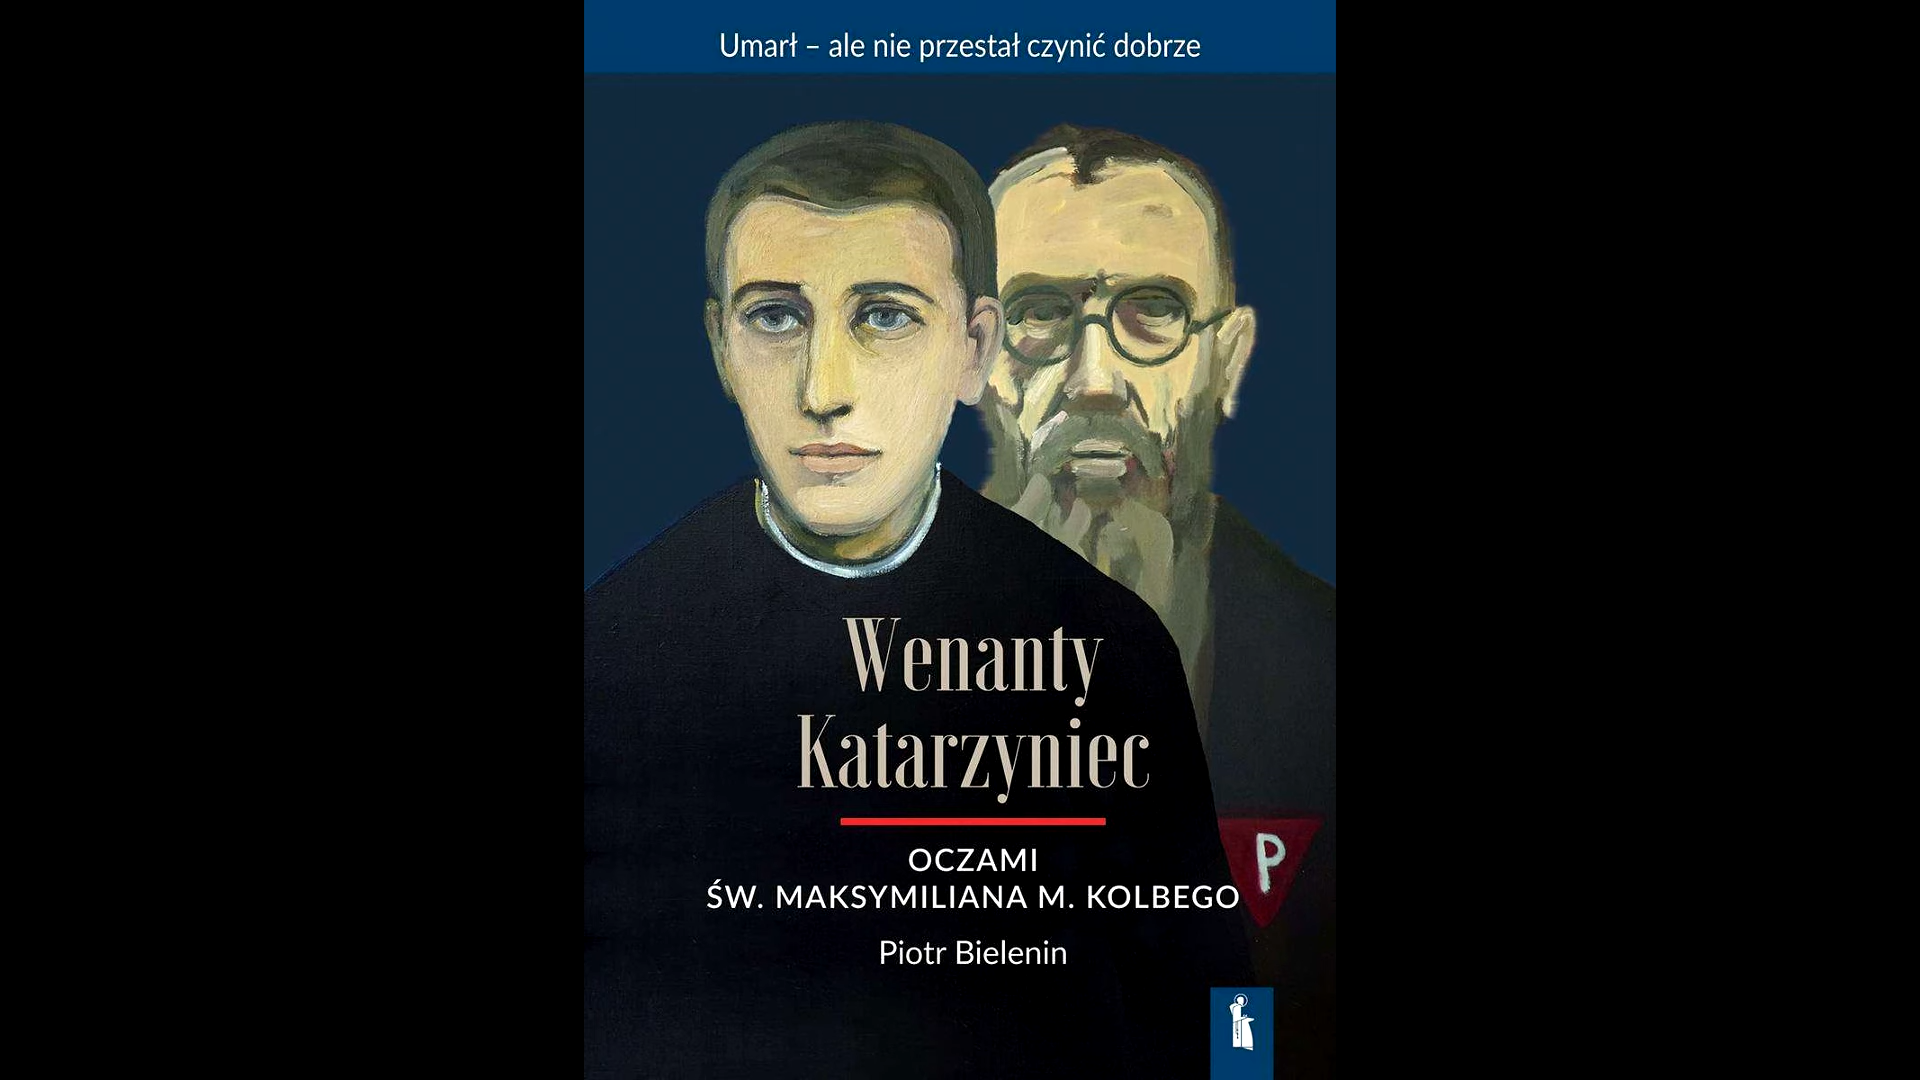 Umarł – ale nie przestał czynić dobrze
Wenanty
Katarzyniec
OCZAMI
ŚW. MAKSYMILIANA M. KOLBEGO
Piotr Bielenin
P